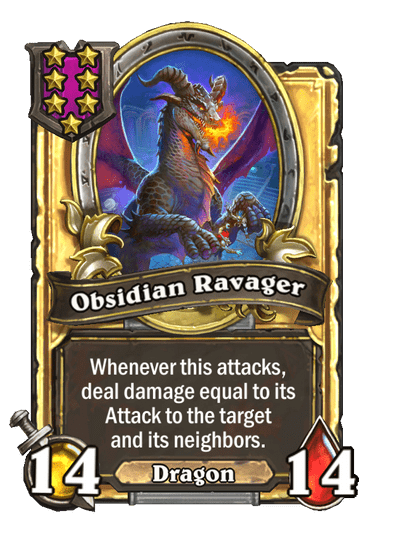 Obsidian Ravager
Whenever this attacks,
deal damage equal to its
Attack to the target
and its neighbors.
14
Dragon
14